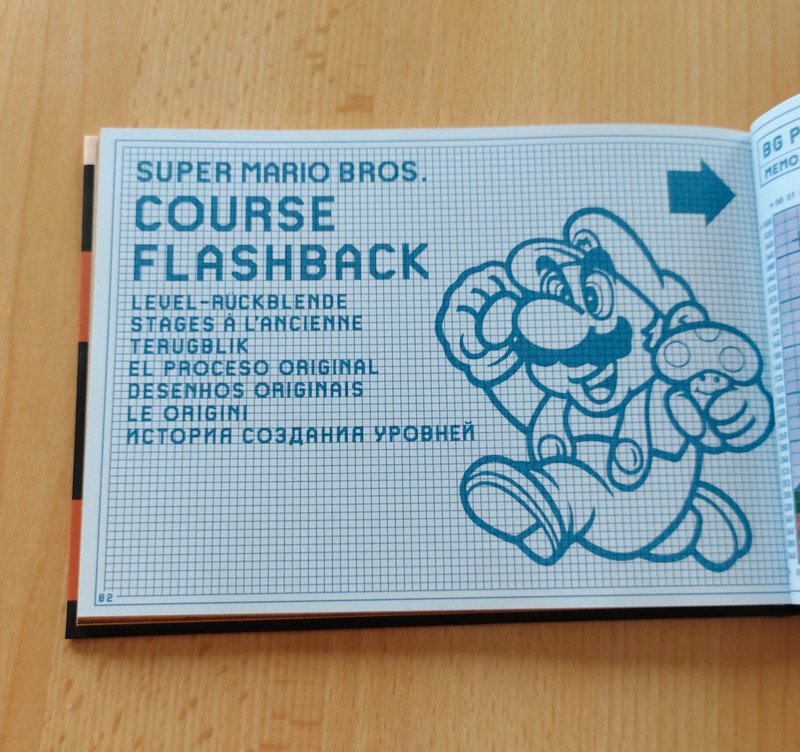 SUPER MARIO BROS.
COURSE
FLASHBACK
LEVEL-RÜCKBLENDE
STAGES À L'ANCIENNE
TERUGBLIK
EL PROCESO ORIGINAL
DESENHOS ORIGINAIS
LE ORIGINI
ИСТОРИЯ СОЗДАНИЯ УРОВНЕЙ
82
BG P
MEMO